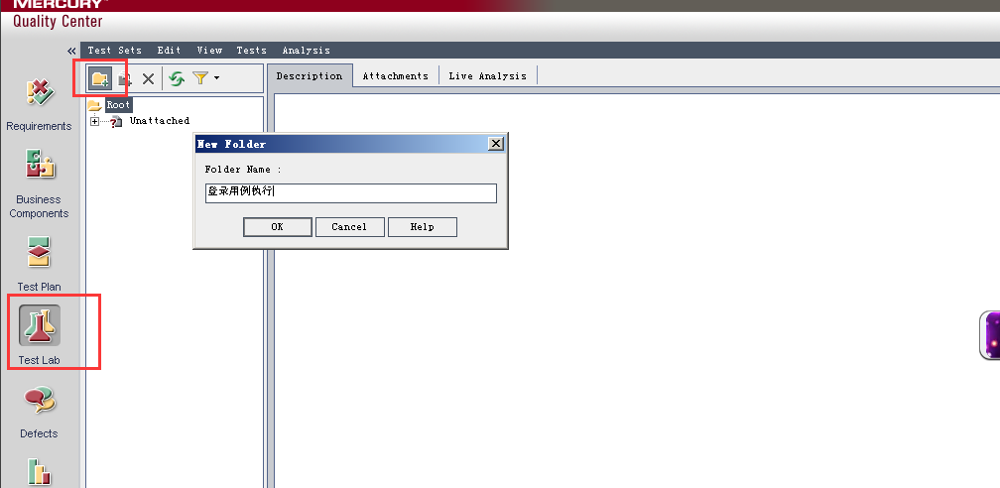 MERCURY
Quality Center
Test Sets Edit View Tests Analysis
Description Attachments Live Analysis
Root
Unattached
New Folder
Folder Name :
登录用例执行
OK Cancel Help
Requirements
Business
Components
Test Plan
Test Lab
Defects